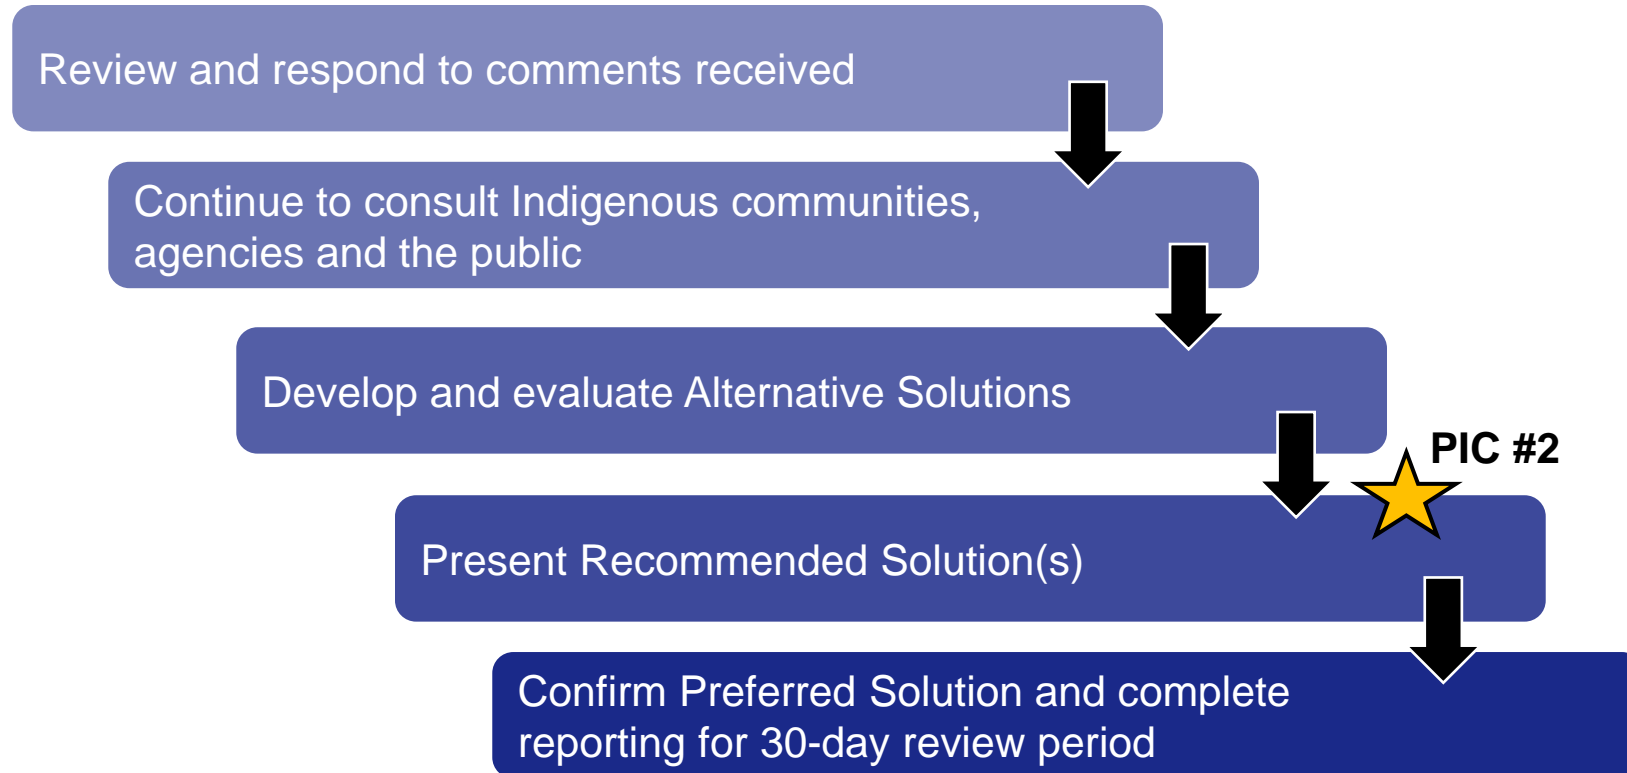 Review and respond to comments received
Continue to consult Indigenous communities,
agencies and the public
Develop and evaluate Alternative Solutions
PIC #2
Present Recommended Solution(s)
Confirm Preferred Solution and complete
reporting for 30-day review period